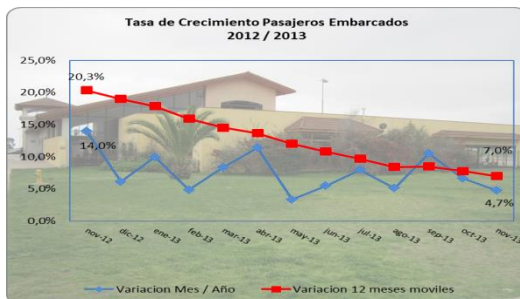 Tasa de Crecimiento Pasajeros Embarcados
2012 / 2013
25,0%
20,0%
15,0%
10,0%
5,0%
0,0%
20,3%
14,0%
7,0%
4,7%
nov-12
dic-12
ene-13
feb-13
mar-13
abr-13
may-13
jun-13
jul-13
ago-13
sep-13
oct-13
nov-13
Variacion Mes / Año
Variacion 12 meses moviles